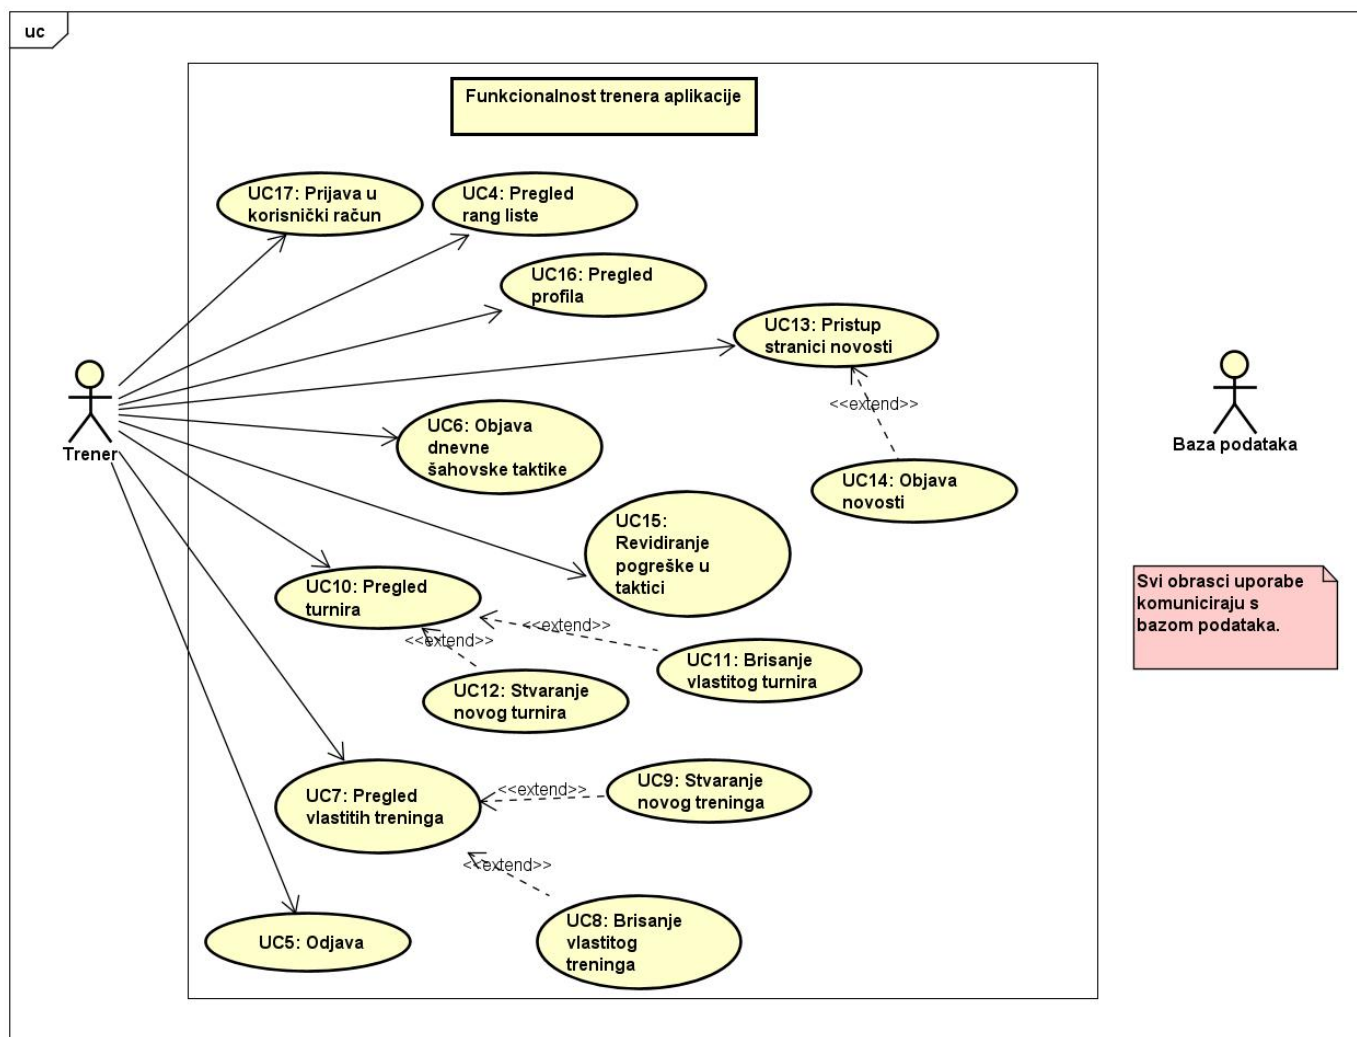 uc
Funkcionalnost trenera aplikacije
UC17: Prijava u
korisnički račun
UC4: Pregled
rang liste
UC16: Pregled
profila
UC13: Pristup
stranici novosti
<<extend>>
Trener
Baza podataka
UC6: Objava
dnevne
šahovske taktike
UC14: Objava
novosti
UC15:
Revidiranje
pogreške u
taktici
UC10: Pregled
turnira
Svi obrasci uporabe
komuniciraju s
bazom podataka.
<<extend>>
<<extend>>
UC11: Brisanje
vlastitog turnira
UC12: Stvaranje
novog turnira
UC7: Pregled
vlastitih treninga
<<extend>>
UC9: Stvaranje
novog treninga
<<extend>>
UC8: Brisanje
vlastitog
treninga
UC5: Odjava